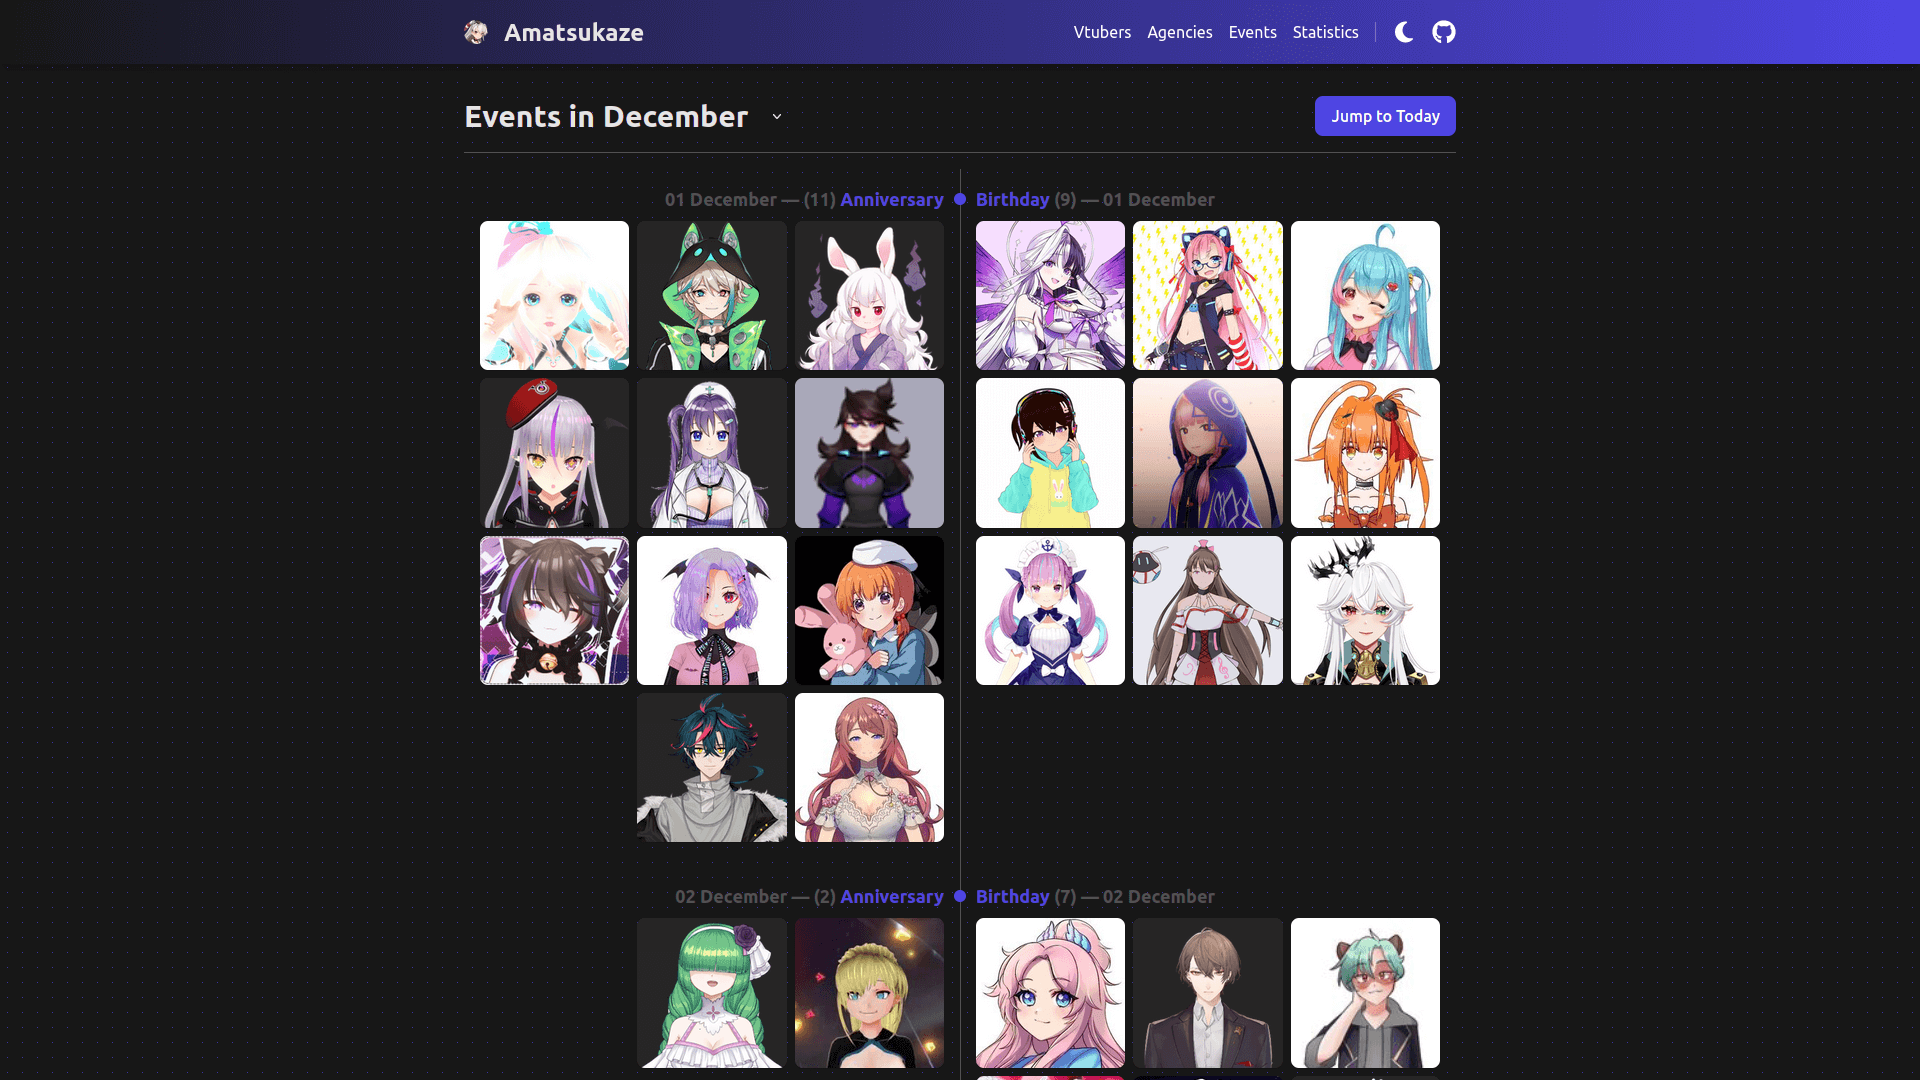 Amatsukaze
Vtubers Agencies Events Statistics
Events in December
Jump to Today
01 December — (11) Anniversary
Birthday (9) — 01 December
02 December — (2) Anniversary
Birthday (7) — 02 December